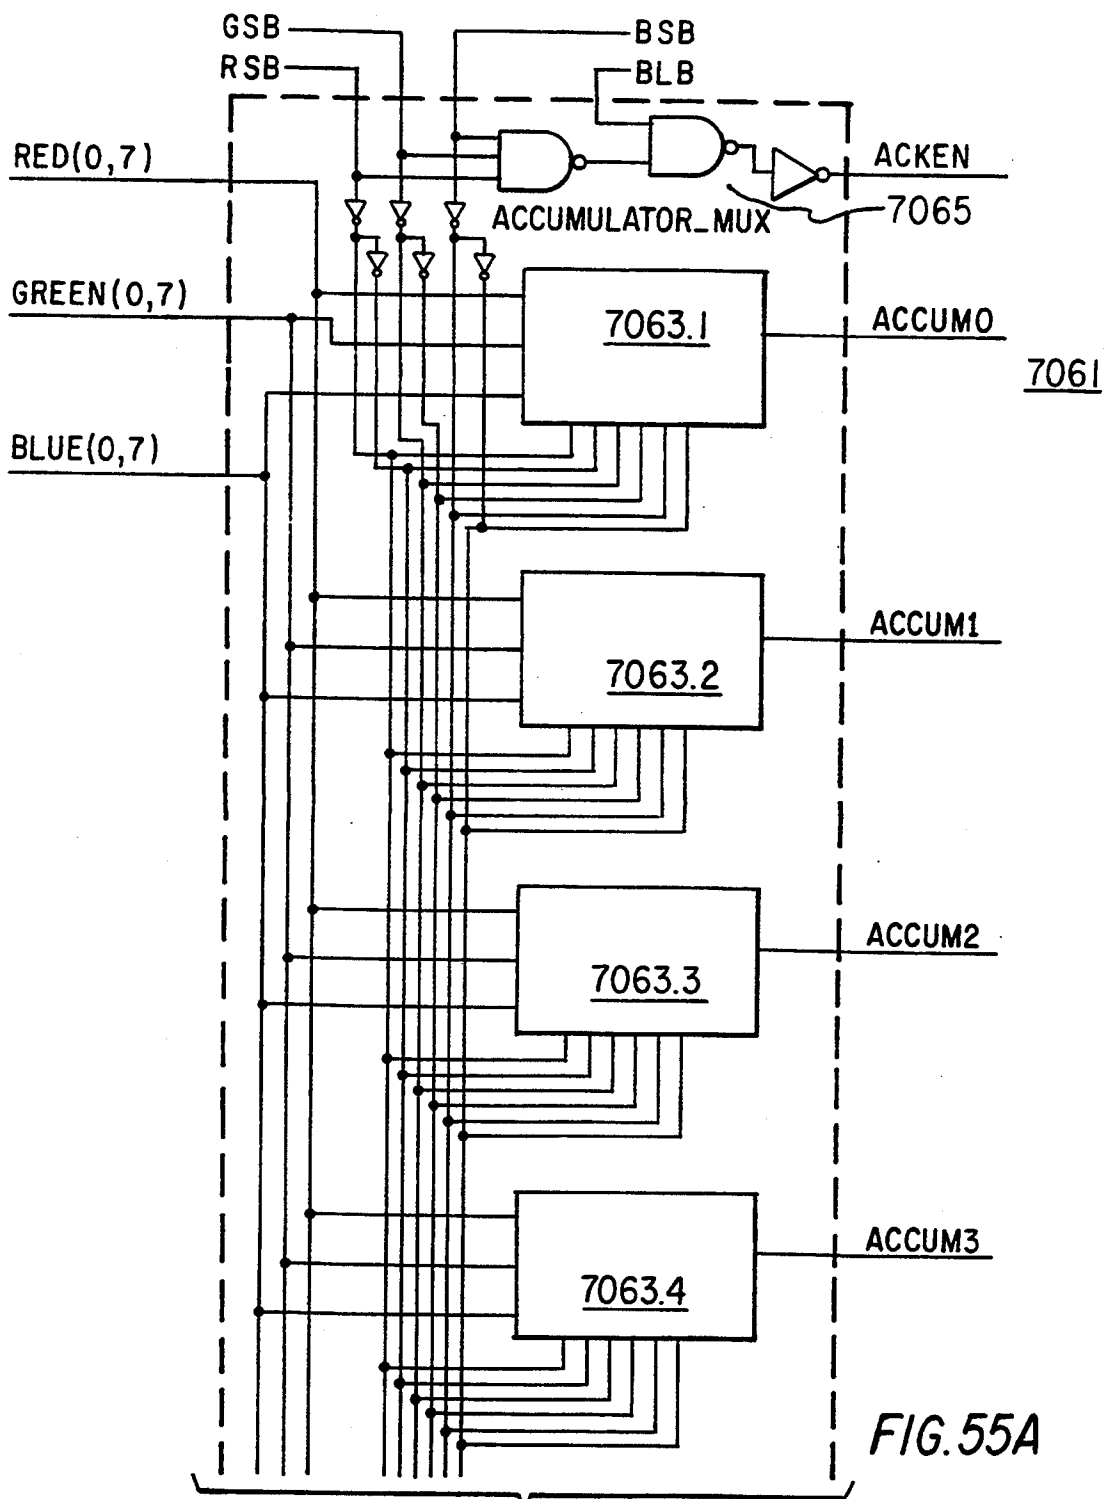 GSB
BSB
RSB
BLB
RED(0,7)
ACKEN
ACCUMULATOR_MUX
7065
GREEN(0,7)
7063.1
ACCUM0
7061
BLUE(0,7)
ACCUM1
7063.2
ACCUM2
7063.3
ACCUM3
7063.4
FIG. 55A